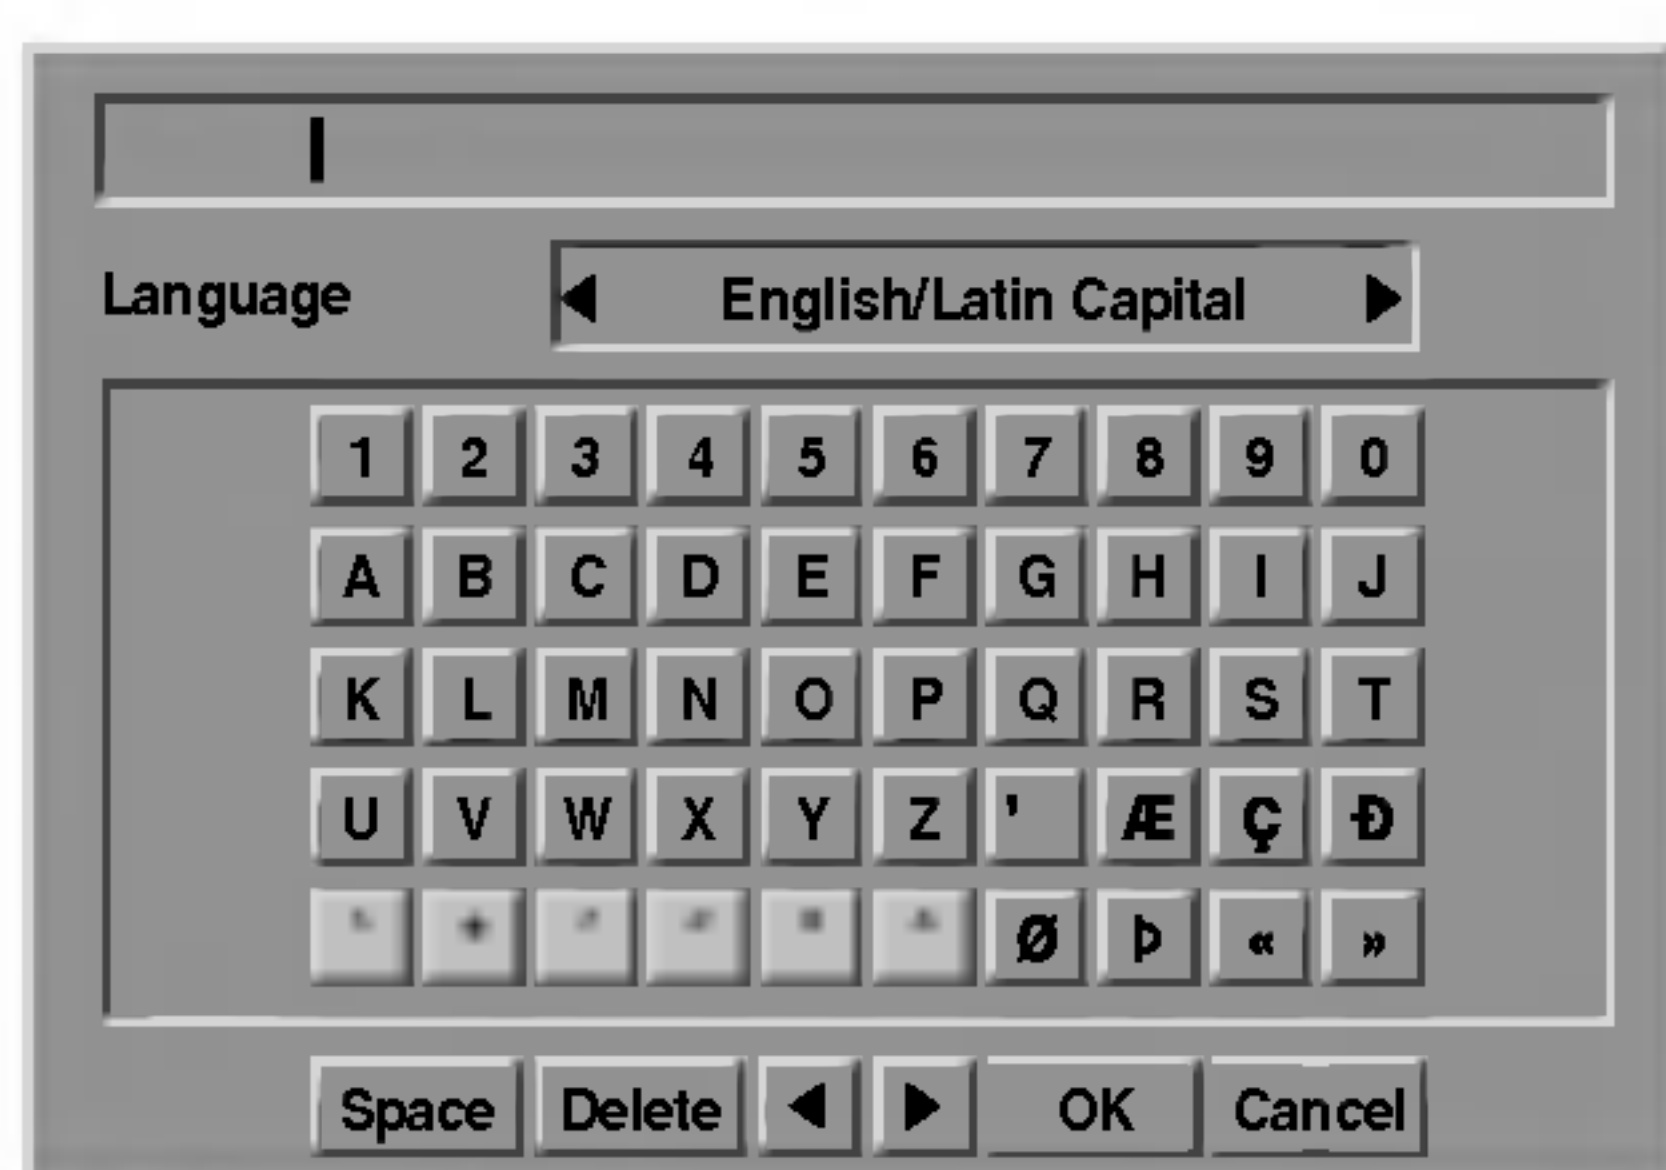 Language ◀ English/Latin Capital ▶
1 2 3 4 5 6 7 8 9 0
A B C D E F G H I J
K L M N O P Q R S T
U V W X Y Z ' Æ Ç Đ
Ø Þ « »
Space Delete ◀ ▶ OK Cancel